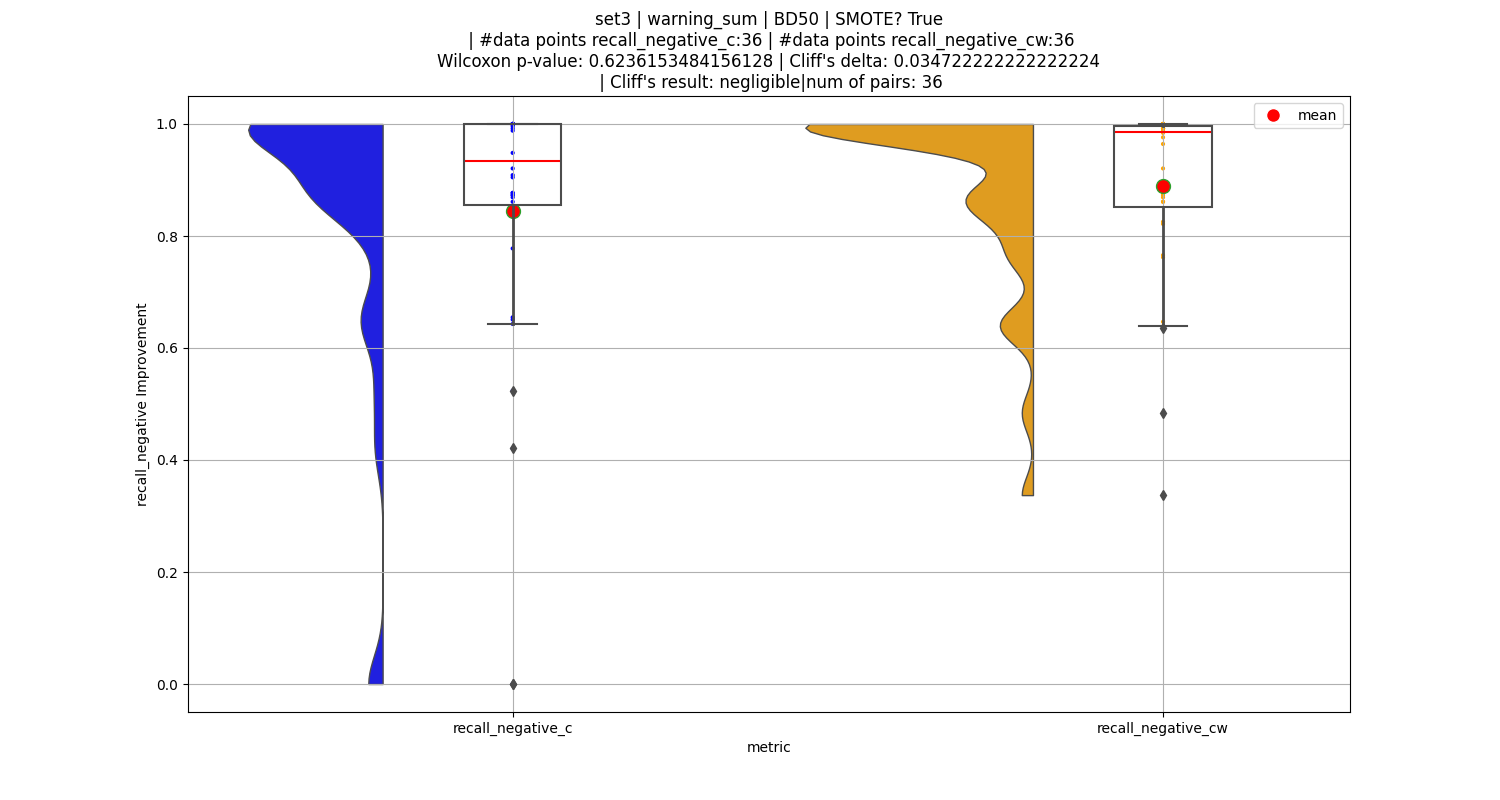 set3 | warning_sum | BD50 | SMOTE? True
| #data points recall_negative_c:36 | #data points recall_negative_cw:36
Wilcoxon p-value: 0.6236153484156128 | Cliff's delta: 0.034722222222222224
| Cliff's result: negligible|num of pairs: 36
mean
1.0
0.8
0.6
0.4
0.2
0.0
recall_negative Improvement
recall_negative_c
recall_negative_cw
metric